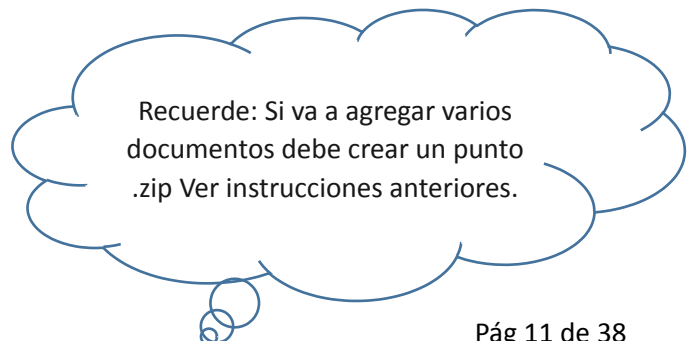 Recuerde: Si va a agregar varios
documentos debe crear un punto
.zip Ver instrucciones anteriores.
Pág 11 de 38